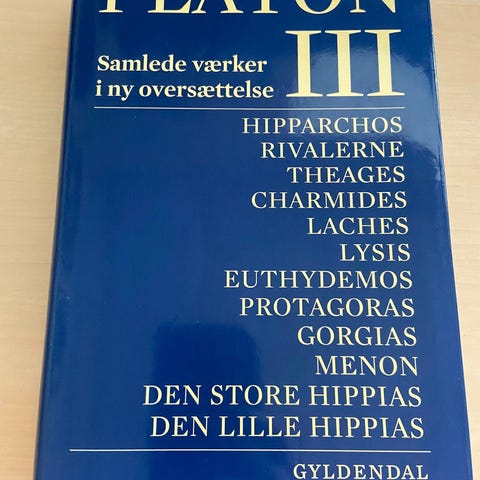 PLATON
III
Samlede værker
i ny oversættelse
HIPPARCHOS
RIVALERNE
THEAGES
CHARMIDES
LACHES
LYSIS
EUTHYDEMOS
PROTAGORAS
GORGIAS
MENON
DEN STORE HIPPIAS
DEN LILLE HIPPIAS
GYLDENDAL